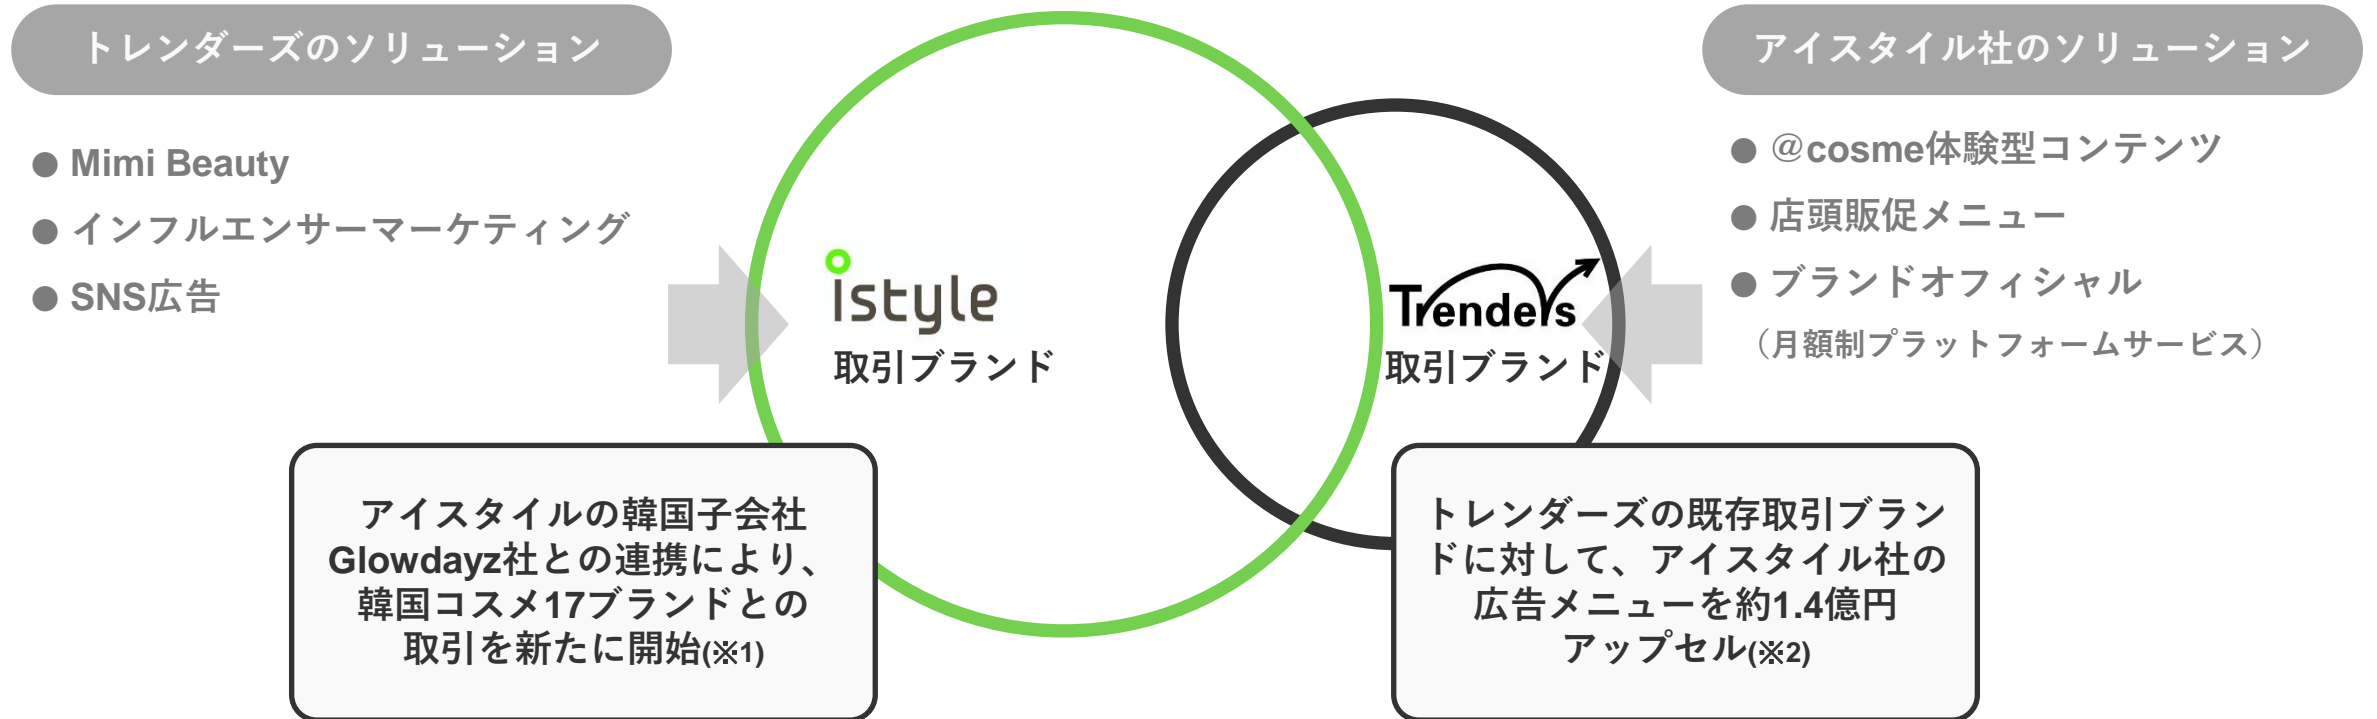 トレンダーズのソリューション
● Mimi Beauty
● インフルエンサーマーケティング
● SNS広告
istyle
取引ブランド
Trenders
取引ブランド
アイスタイル社のソリューション
● @cosme体験型コンテンツ
● 店頭販促メニュー
● ブランドオフィシャル
（月額制プラットフォームサービス）
アイスタイルの韓国子会社
Glowdayz社との連携により、
韓国コスメ17ブランドとの
取引を新たに開始(※1)
トレンダーズの既存取引ブラン
ドに対して、アイスタイル社の
広告メニューを約1.4億円
アップセル(※2)